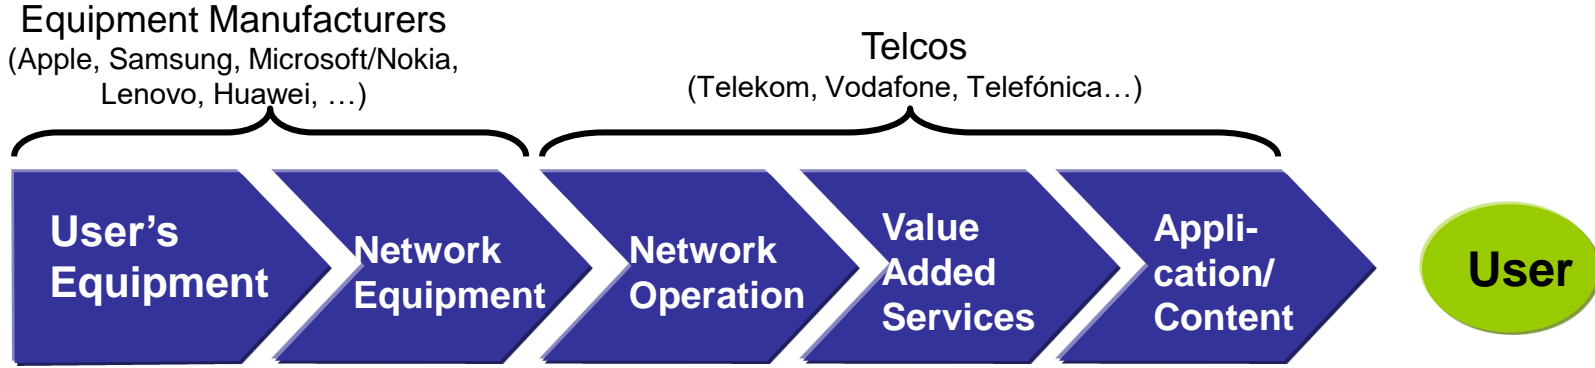 Equipment Manufacturers
(Apple, Samsung, Microsoft/Nokia,
Lenovo, Huawei, …)
Telcos
(Telekom, Vodafone, Telefónica…)
User’s
Equipment
Network
Equipment
Network
Operation
Value
Added
Services
Appli-
cation/
Content
User